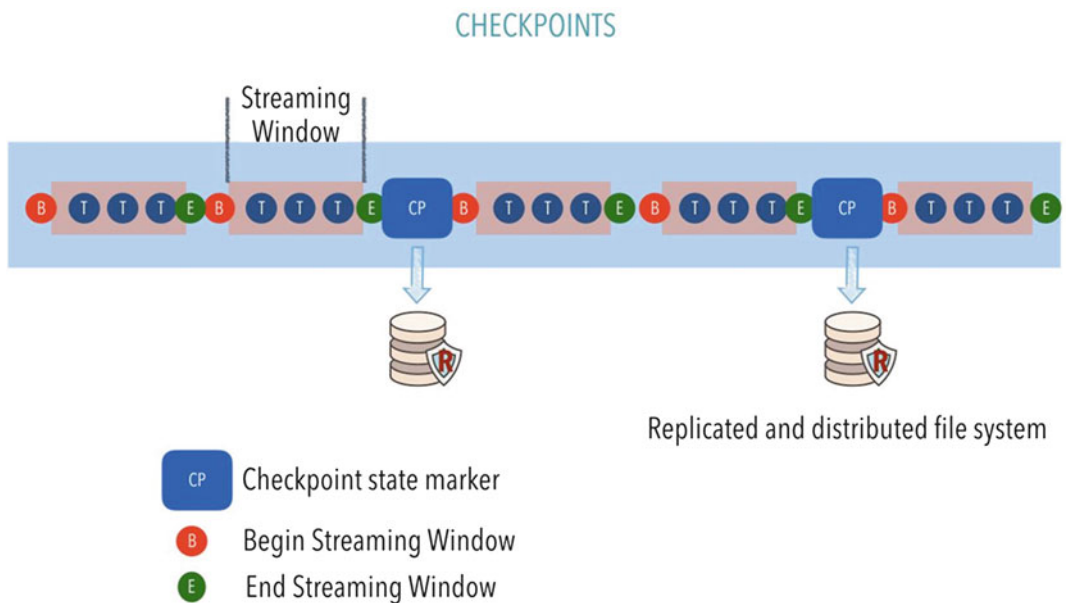 CHECKPOINTS
Streaming
Window
B T T T E B T T T E CP B T T T E B T T T E CP B T T T E
R R
Replicated and distributed file system
CP Checkpoint state marker
B Begin Streaming Window
E End Streaming Window